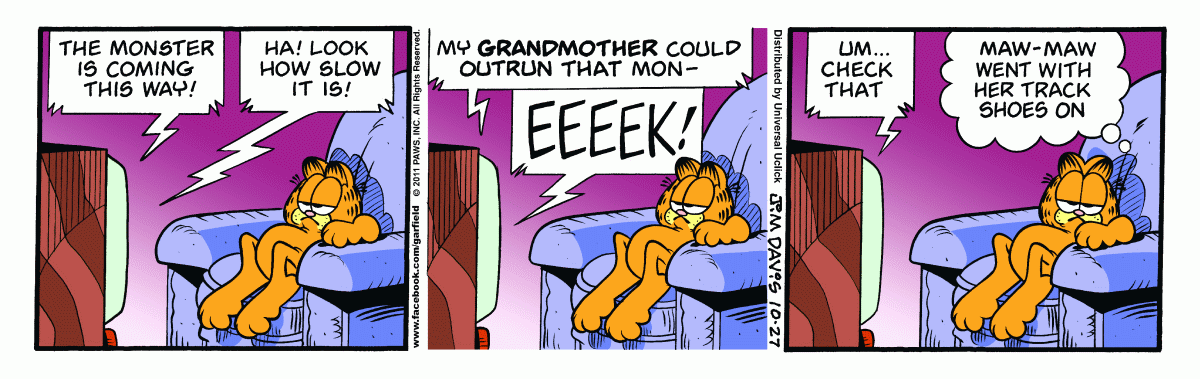 THE MONSTER
IS COMING
THIS WAY!
HA! LOOK
HOW SLOW
IT IS!
www.facebook.com/garfield © 2011 PAWS, INC. All Rights Reserved.
MY GRANDMOTHER COULD
OUTRUN THAT MON-
EEEEK!
Distributed by Universal Uclick
JIM DAVIS 10-27
UM...
CHECK
THAT
MAW-MAW
WENT WITH
HER TRACK
SHOES ON